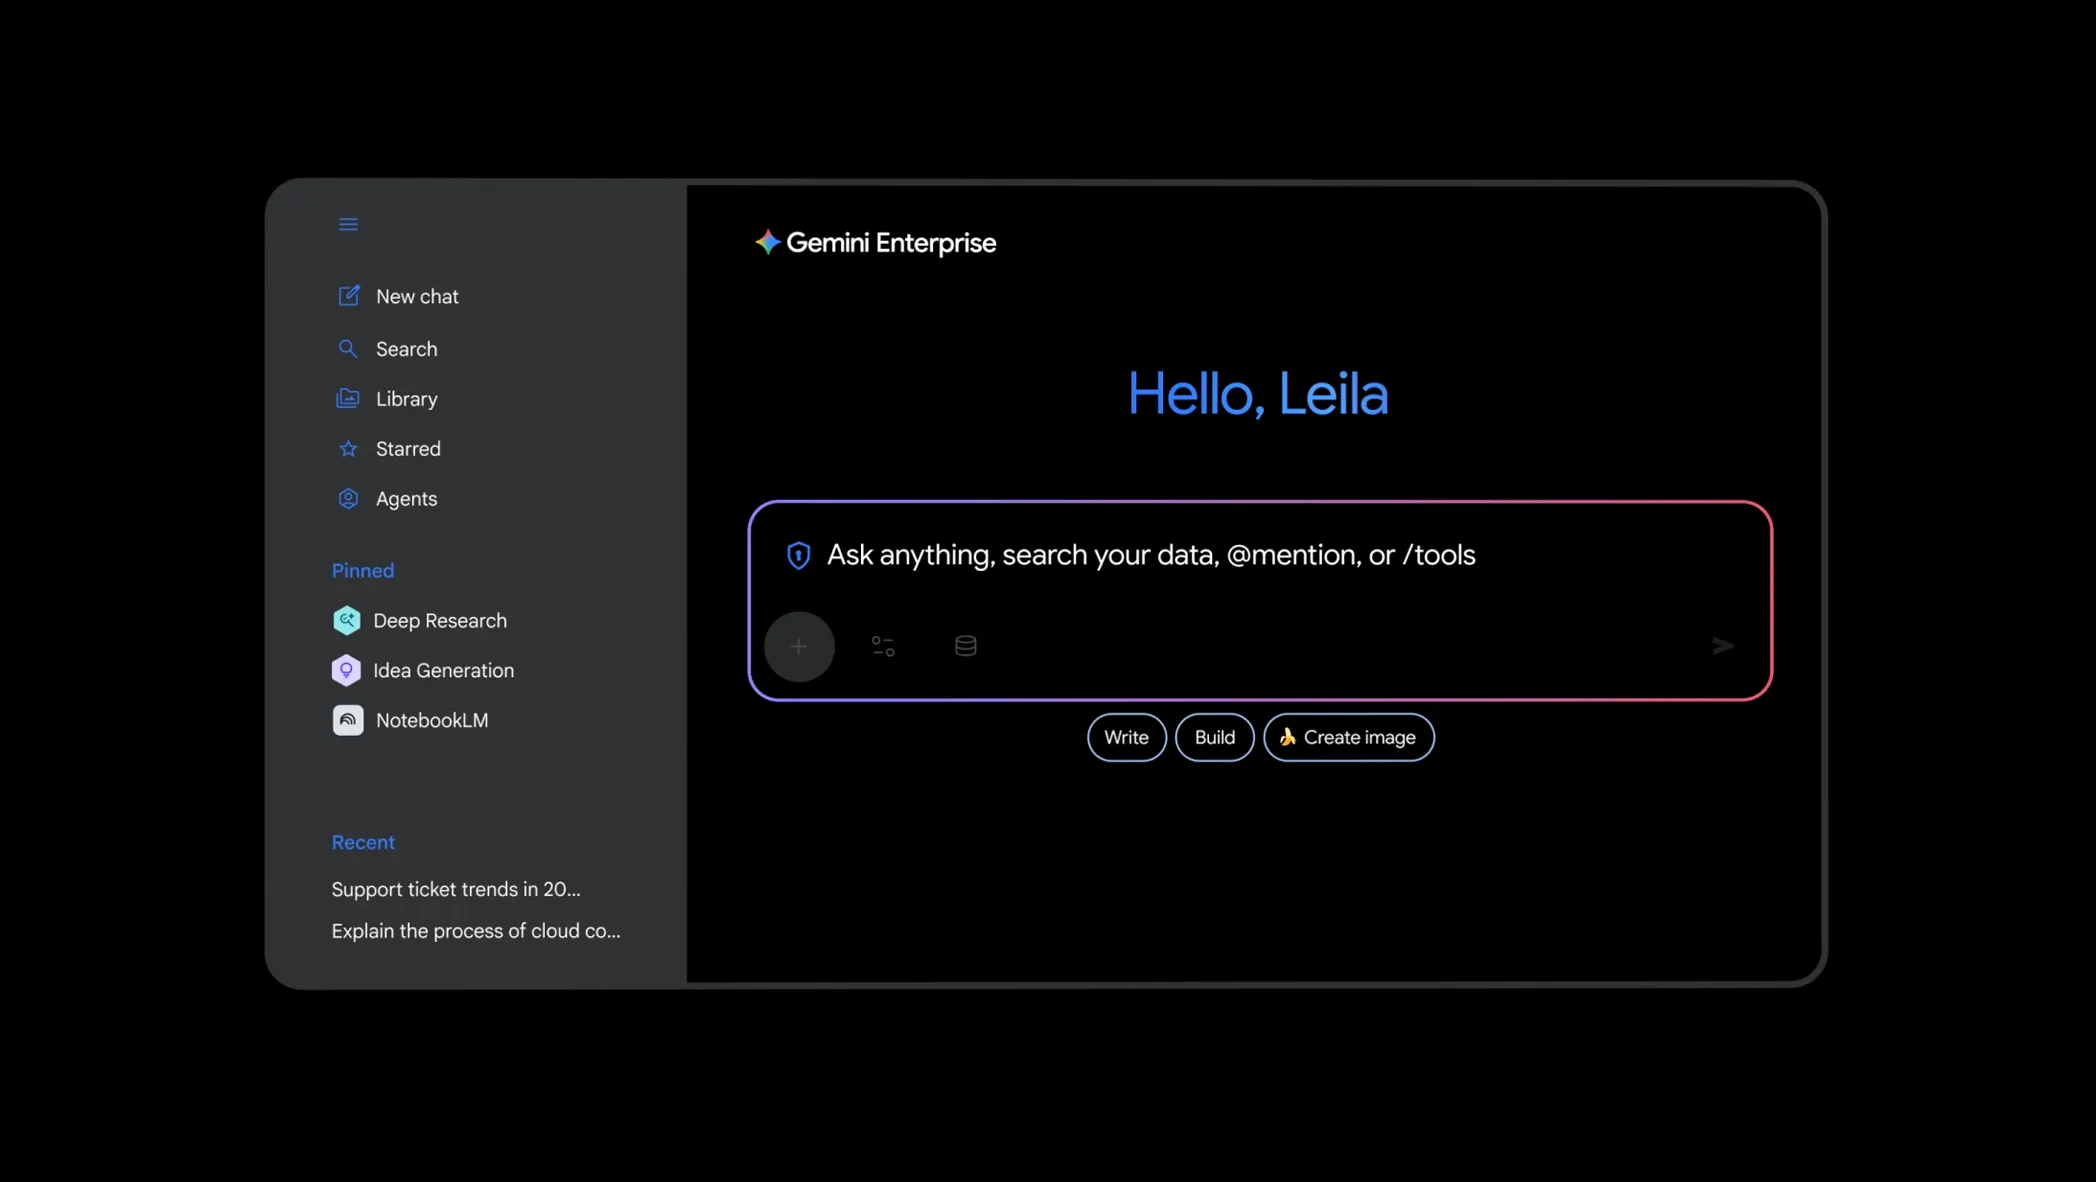 New chat
Search
Library
Starred
Agents
Pinned
Deep Research
Idea Generation
NotebookLM
Recent
Support ticket trends in 20...
Explain the process of cloud co...
Gemini Enterprise
Hello, Leila
Ask anything, search your data, @mention, or /tools
Write
Build
Create image